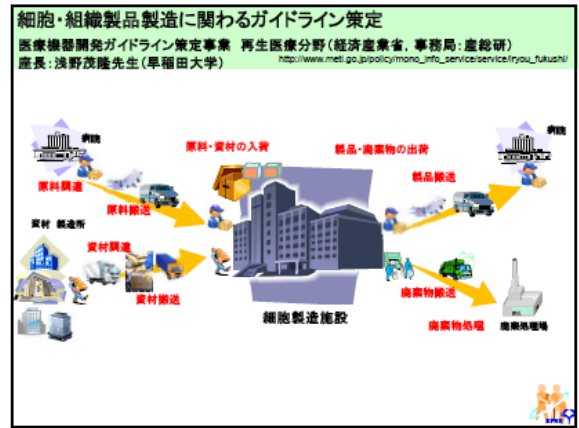 細胞・組織製品製造に関わるガイドライン策定
医療機器開発ガイドライン策定事業 再生医療分野(経済産業省、事務局:産総研)
座長:浅野茂隆先生(早稲田大学)
http://www.meti.go.jp/policy/mono_info_service/service/iryou_fukushi/
病院
原料・資材の入荷
製品・廃棄物の出荷
病院
原料調達
製品搬送
原料搬送
資材 製造所
資材調達
資材搬送
廃棄物搬送
細胞製造施設
廃棄物処理
廃棄処理場